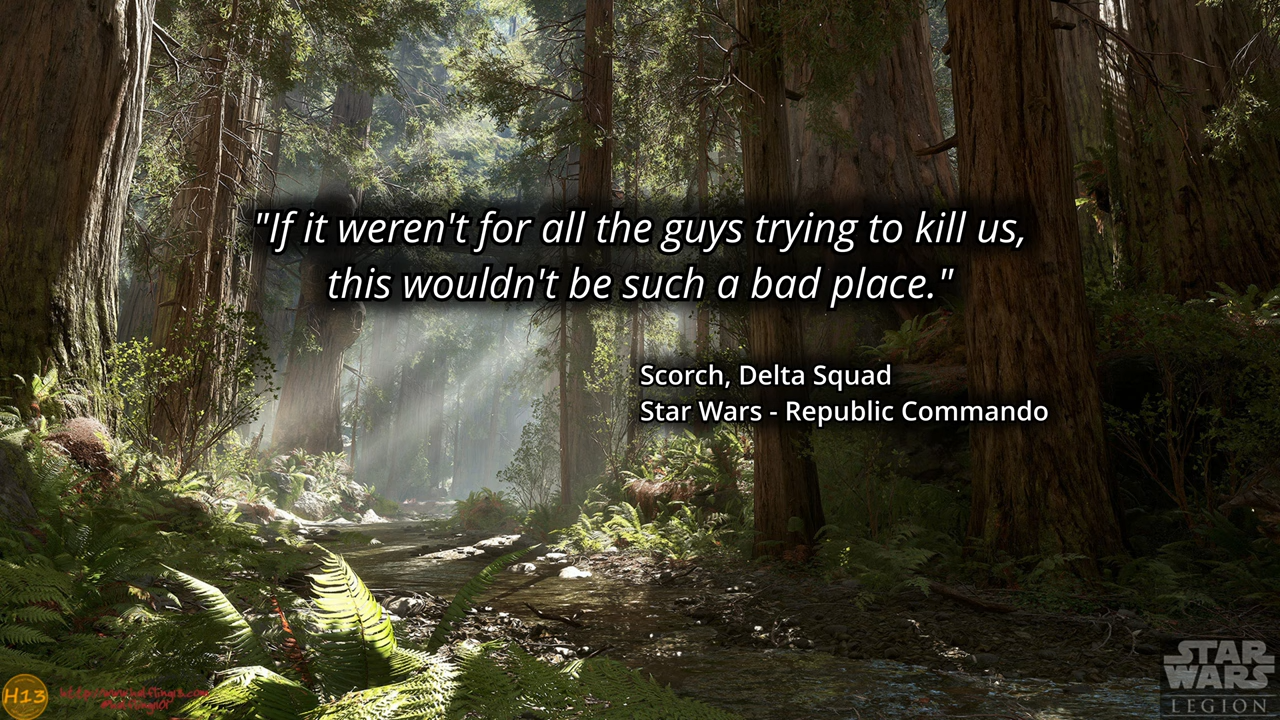 "If it weren't for all the guys trying to kill us,
this wouldn't be such a bad place."
Scorch, Delta Squad
Star Wars - Republic Commando
H13
STAR
WARS
LEGION